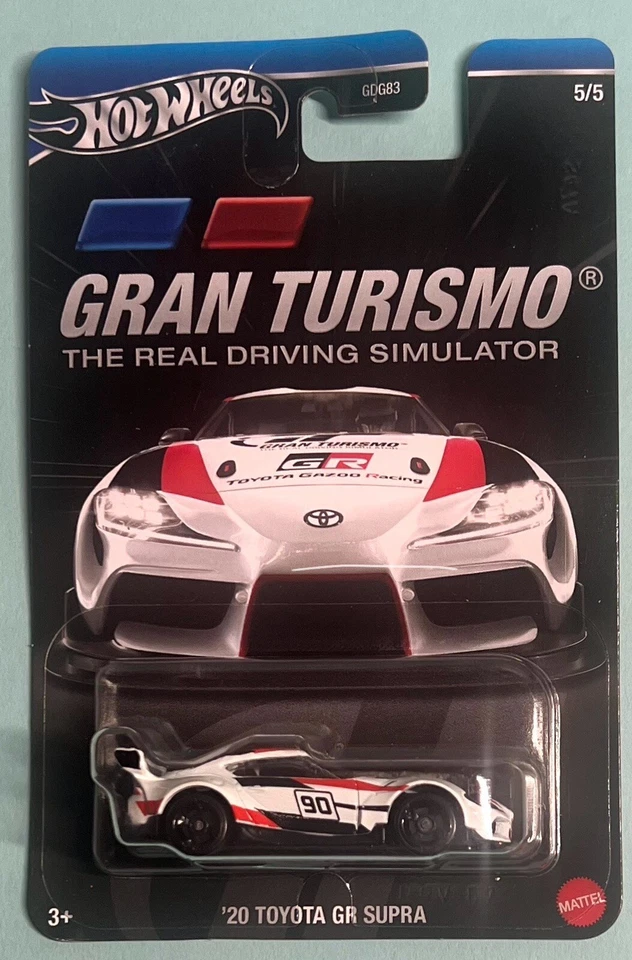 HOT WHEELS
GDG83
5/5
GRAN TURISMO®
THE REAL DRIVING SIMULATOR
GRAN TURISMO
GR
TOYOTA GAZOO Racing
90
3+
'20 TOYOTA GR SUPRA
MATTEL